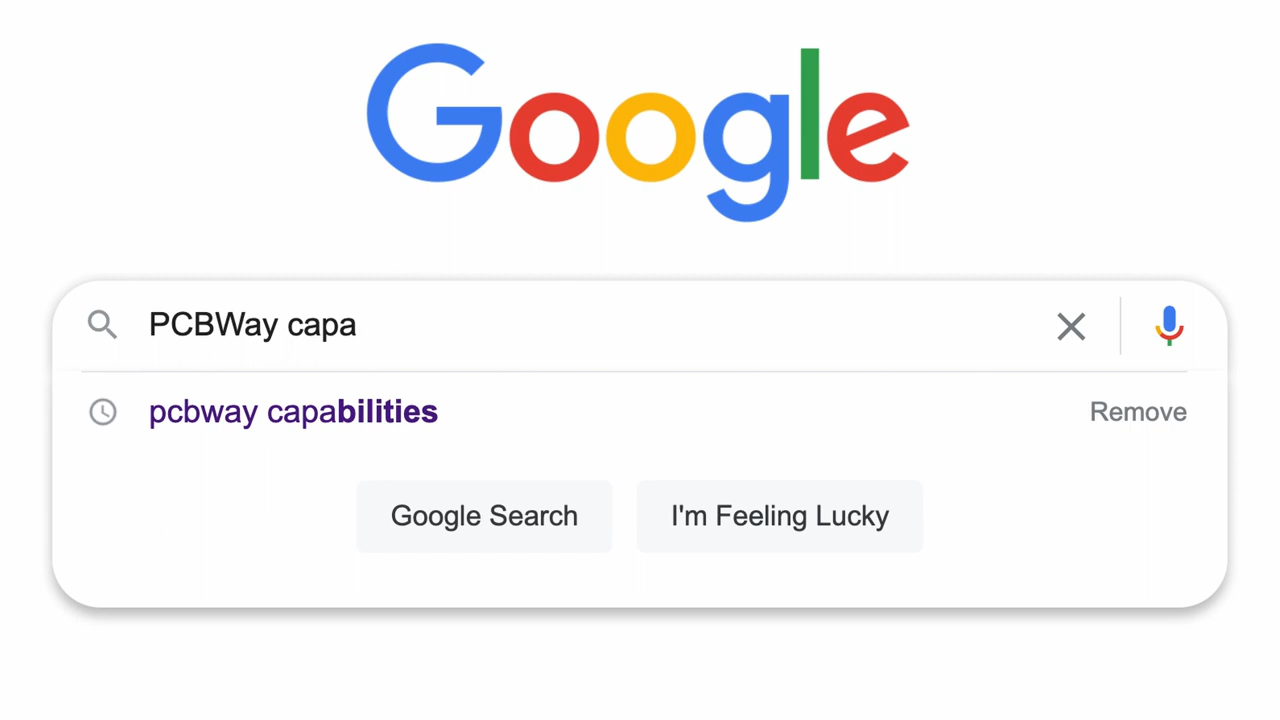 Google
PCBWay capa
pcbway capabilities
Remove
Google Search
I'm Feeling Lucky